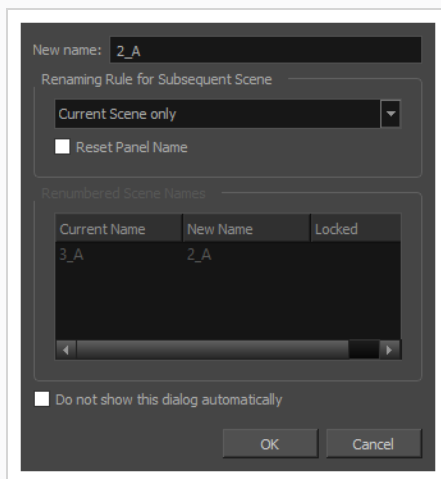 New name: 2_A
Renaming Rule for Subsequent Scene
Current Scene only
Reset Panel Name
Renumbered Scene Names
Current Name New Name Locked
3_A 2_A
Do not show this dialog automatically
OK Cancel